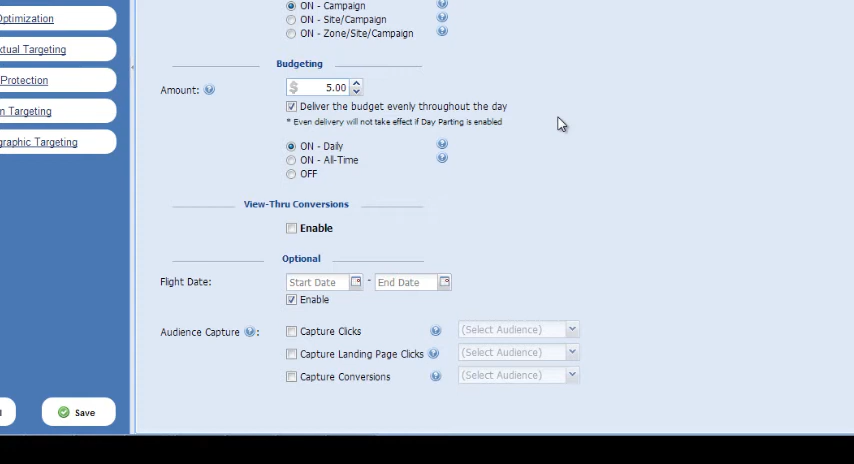 ON - Campaign
ptimization
ON - Site/Campaign
ON - Zone/Site/Campaign
xtual Targeting
Budgeting
Protection
Amount: $ 5.00
Deliver the budget evenly throughout the day
n Targeting
* Even delivery will not take effect if Day Parting is enabled
graphic Targeting
ON - Daily
ON - All-Time
OFF
View-Thru Conversions
Enable
Optional
Flight Date: Start Date - End Date
Enable
Audience Capture : Capture Clicks (Select Audience)
Capture Landing Page Clicks (Select Audience)
Capture Conversions (Select Audience)
Save